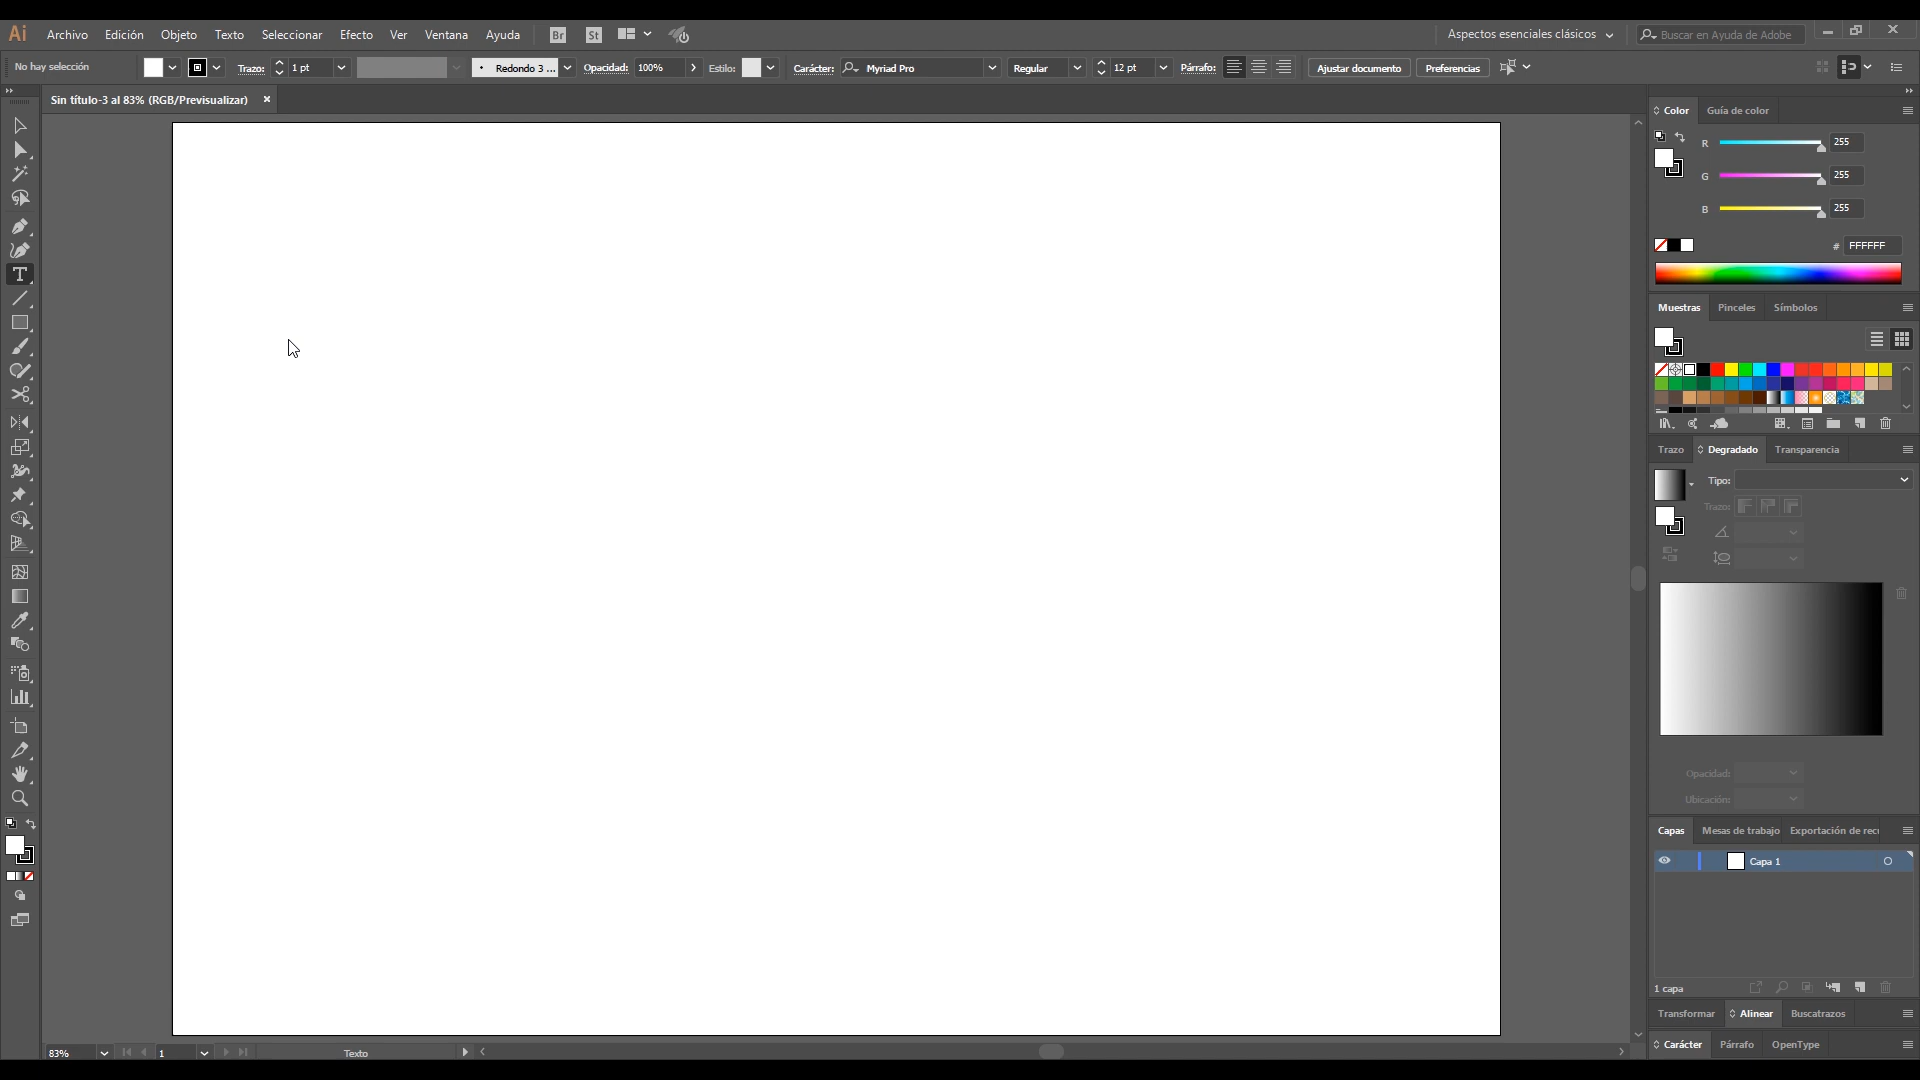 Ai Archivo Edición Objeto Texto Seleccionar Efecto Ver Ventana Ayuda Br St Aspectos esenciales clásicos Buscar en Ayuda de Adobe
No hay selección Trazo: 1 pt Redondo 3 ... Opacidad: 100% Estilo: Carácter: Myriad Pro Regular 12 pt Párrafo: Ajustar documento Preferencias
Sin título-3 al 83% (RGB/Previsualizar)
Color Guía de color
R 255
G 255
B 255
# FFFFFF
Muestras Pinceles Símbolos
Trazo Degradado Transparencia
Tipo:
Trazo:
Opacidad:
Ubicación:
Capas Mesas de trabajo Exportación de recu
Capa 1
1 capa
Transformar Alinear Buscatrazos
Carácter Párrafo OpenType
83% 1 Texto